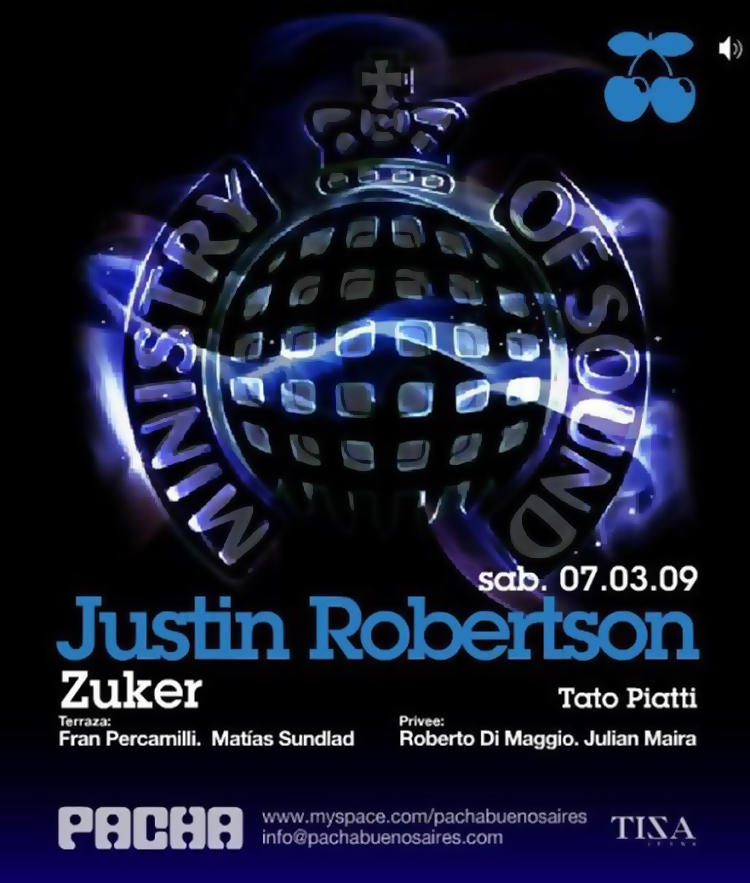 MINISTRY OF SOUND
sab. 07.03.09
Justin Robertson
Zuker
Tato Piatti
Terraza:
Fran Percamilli. Matías Sundlad
Privee:
Roberto Di Maggio. Julian Maira
PACHA
www.myspace.com/pachabuenosaires
info@pachabuenosaires.com
TIZA